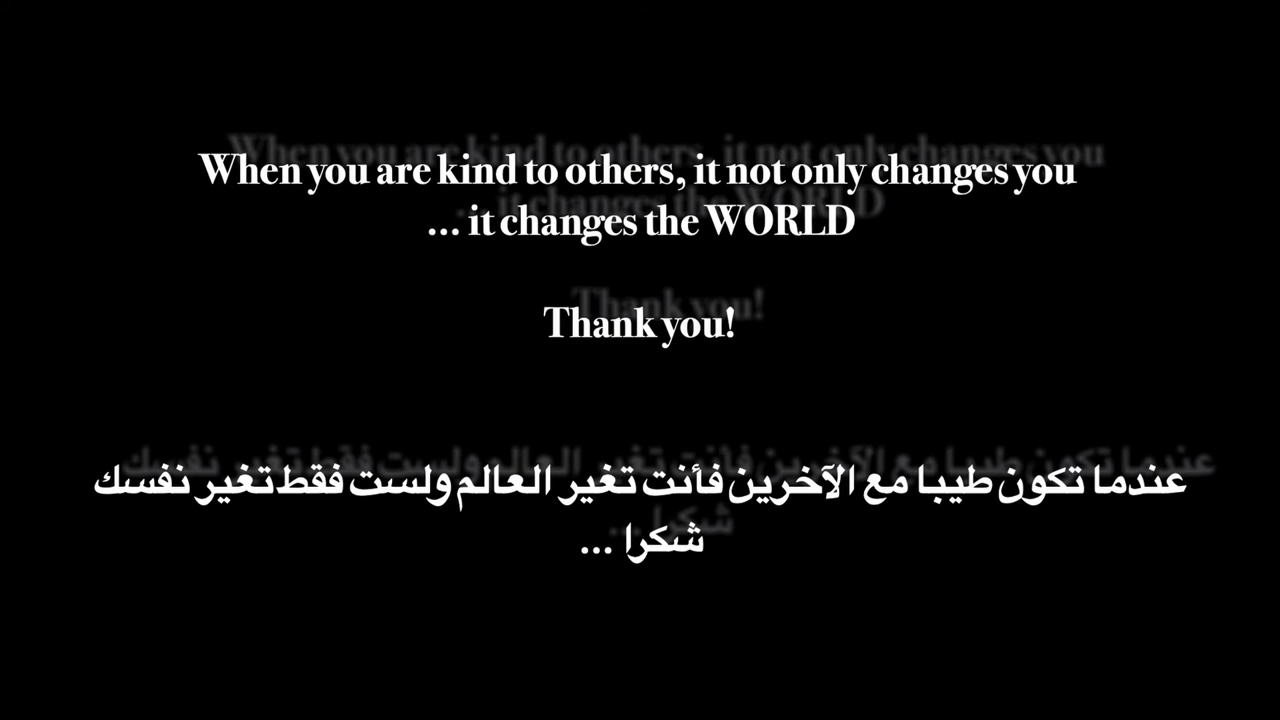 When you are kind to others, it not only changes you
... it changes the WORLD
Thank you!
عندما تكون طيبا مع الآخرين فأنت تغير العالم ولست فقط تغير نفسك
شكرا ...